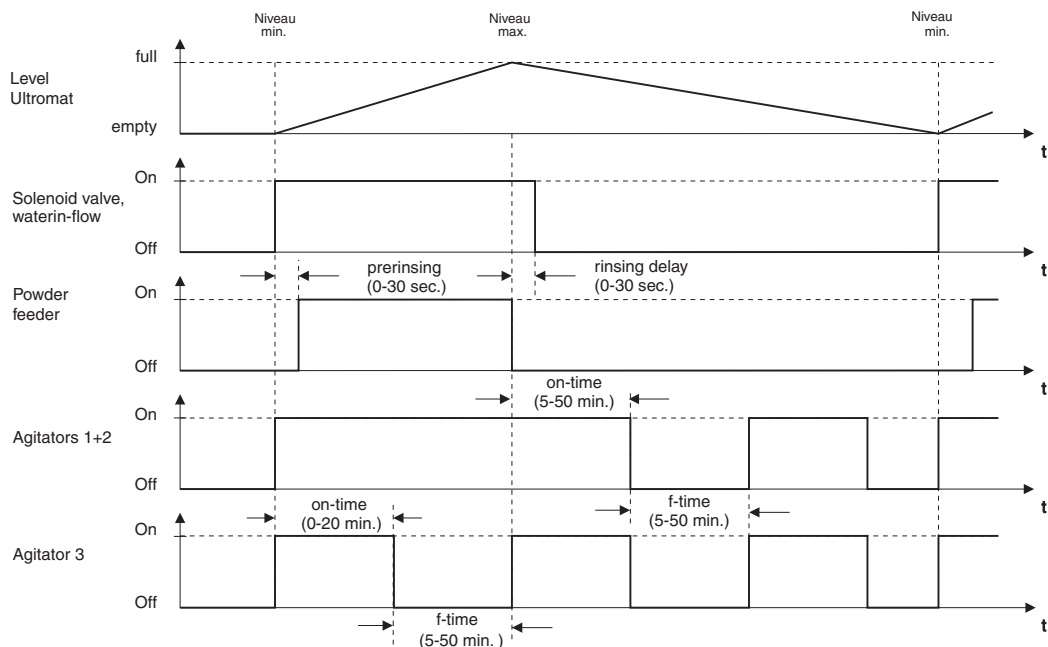 Niveau
min.
Niveau
max.
Niveau
min.
full
Level
Ultromat
empty
t
On
Solenoid valve,
waterin-flow
Off
t
prerinsing
(0-30 sec.)
rinsing delay
(0-30 sec.)
On
Powder
feeder
Off
t
on-time
(5-50 min.)
On
Agitators 1+2
Off
t
on-time
(0-20 min.)
f-time
(5-50 min.)
On
Agitator 3
Off
t
f-time
(5-50 min. )